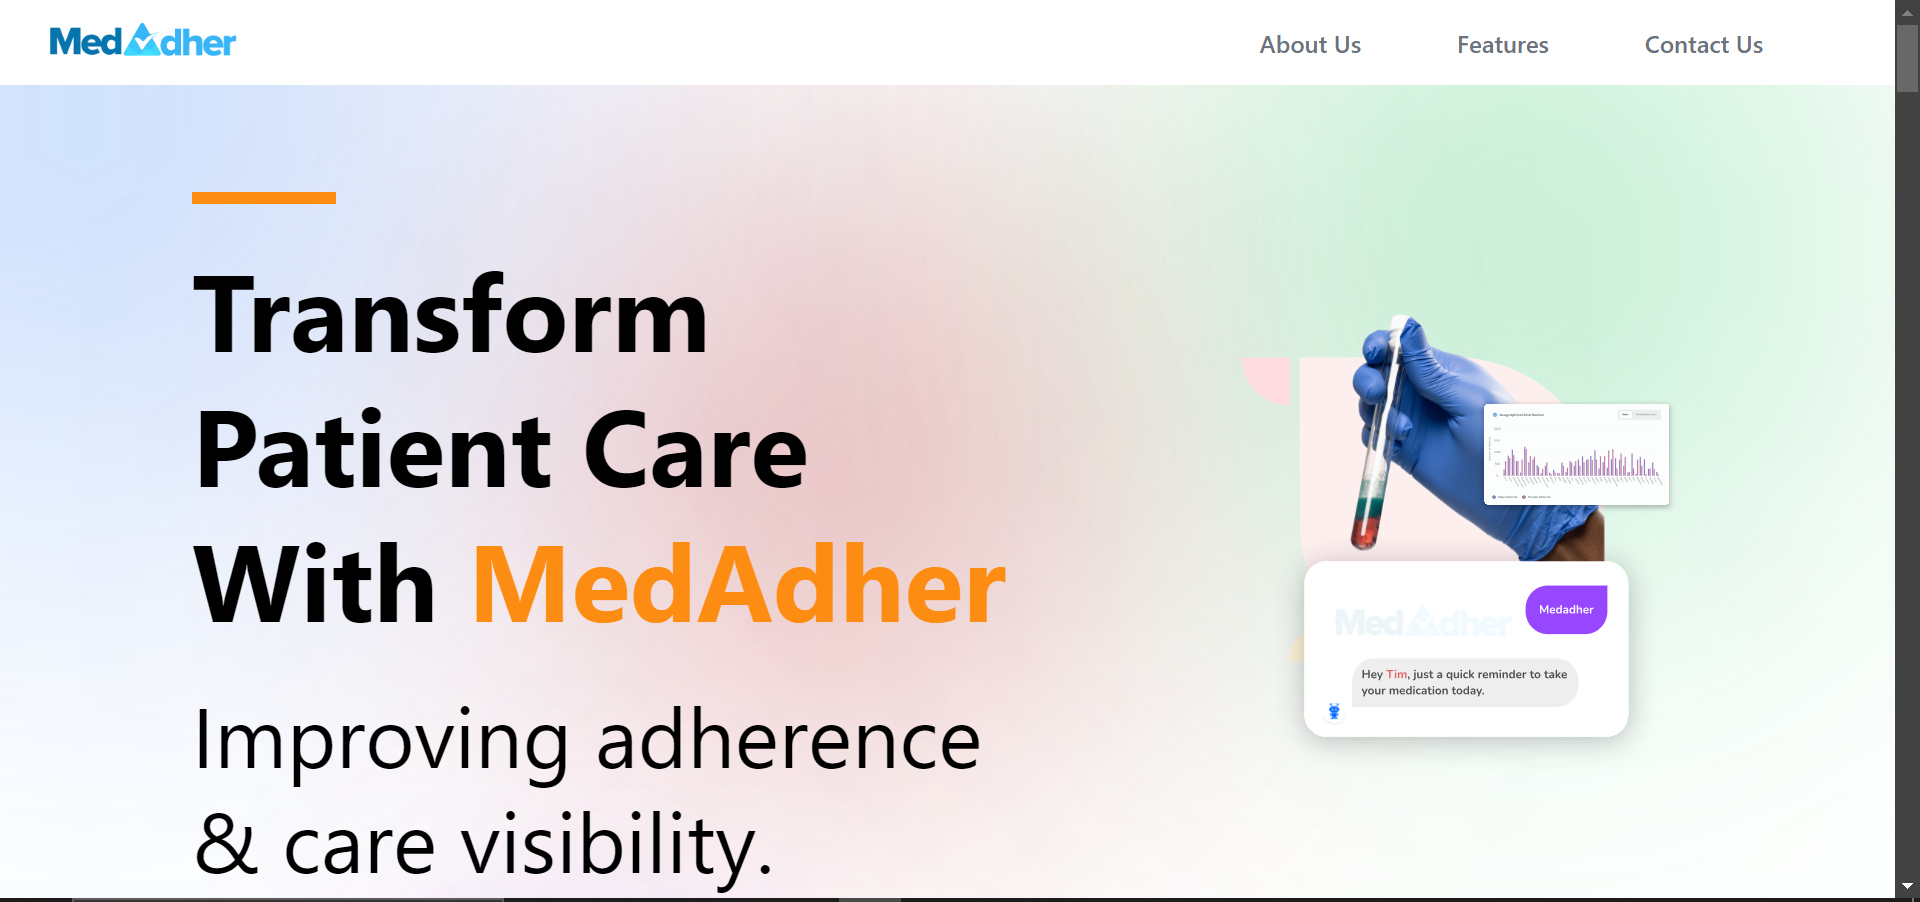 MedAdher
About Us
Features
Contact Us
Transform
Patient Care
With MedAdher
Improving adherence
& care visibility.
MedAdher
Medadher
Hey Tim, just a quick reminder to take
your medication today.